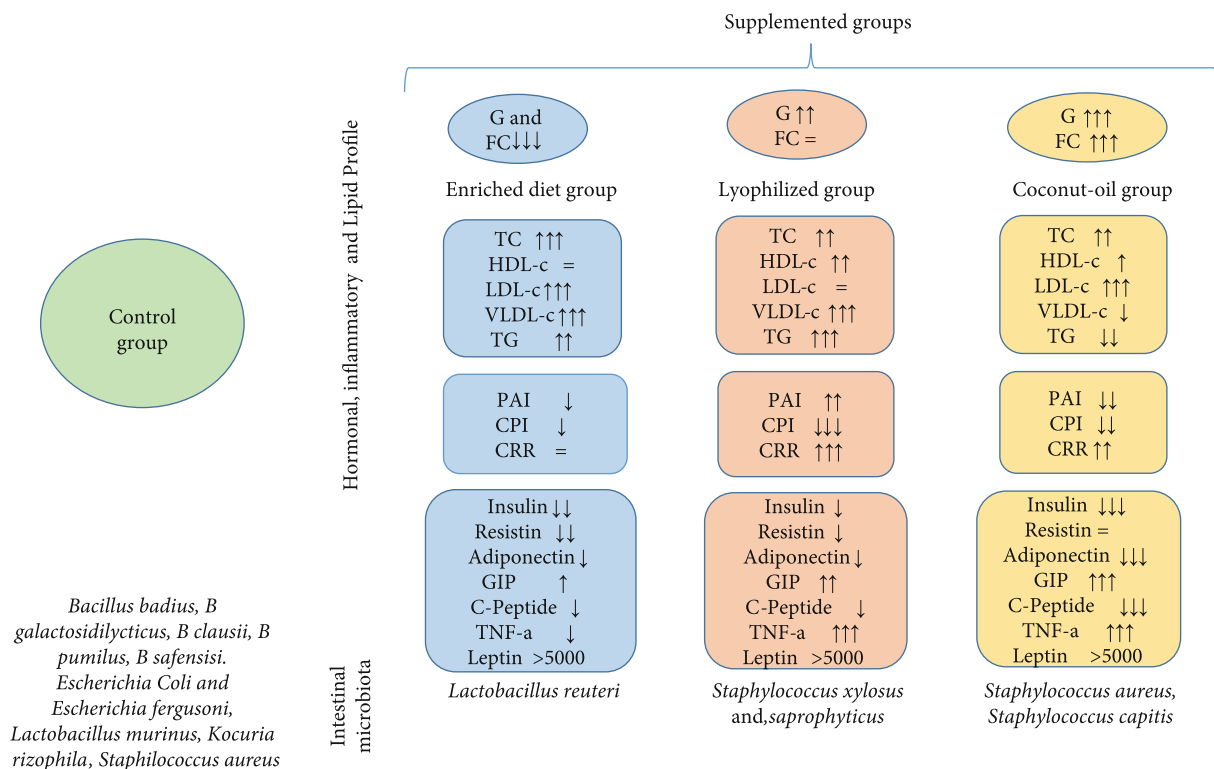 Supplemented groups
G and
FC↓↓↓
Enriched diet group
G ↑↑
FC =
Lyophilized group
G ↑↑↑
FC ↑↑↑
Coconut-oil group
Control
group
Hormonal, inflammatory and Lipid Profile
TC ↑↑↑
HDL-c =
LDL-c ↑↑↑
VLDL-c ↑↑↑
TG ↑↑
TC ↑↑
HDL-c ↑↑
LDL-c =
VLDL-c ↑↑↑
TG ↑↑↑
TC ↑↑
HDL-c ↑
LDL-c ↑↑↑
VLDL-c ↓
TG ↓↓
PAI ↓
CPI ↓
CRR =
PAI ↑↑
CPI ↓↓↓
CRR ↑↑↑
PAI ↓↓
CPI ↓↓
CRR ↑↑
Insulin ↓↓
Resistin ↓↓
Adiponectin ↓
GIP ↑
C-Peptide ↓
TNF-a ↓
Leptin >5000
Insulin ↓
Resistin ↓
Adiponectin ↓
GIP ↑↑
C-Peptide ↓
TNF-a ↑↑↑
Leptin >5000
Insulin ↓↓↓
Resistin =
Adiponectin ↓↓↓
GIP ↑↑↑
C-Peptide ↓↓↓
TNF-a ↑↑↑
Leptin >5000
Bacillus badius, B
galactosidilycticus, B clausii, B
pumilus, B safensisi.
Escherichia Coli and
Escherichia fergusoni,
Lactobacillus murinus, Kocuria
rizophila, Staphilococcus aureus
Intestinal
microbiota
Lactobacillus reuteri
Staphylococcus xylosus
and,saprophyticus
Staphylococcus aureus,
Staphylococcus capitis